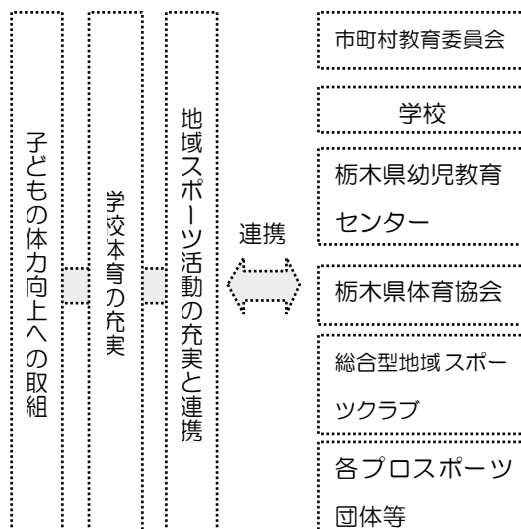 子どもの体力向上への取組
学校体育の充実
地域スポーツ活動の充実と連携
連携
市町村教育委員会
学校
栃木県幼児教育
センター
栃木県体育協会
総合型地域スポー
ツクラブ
各プロスポーツ
団体等